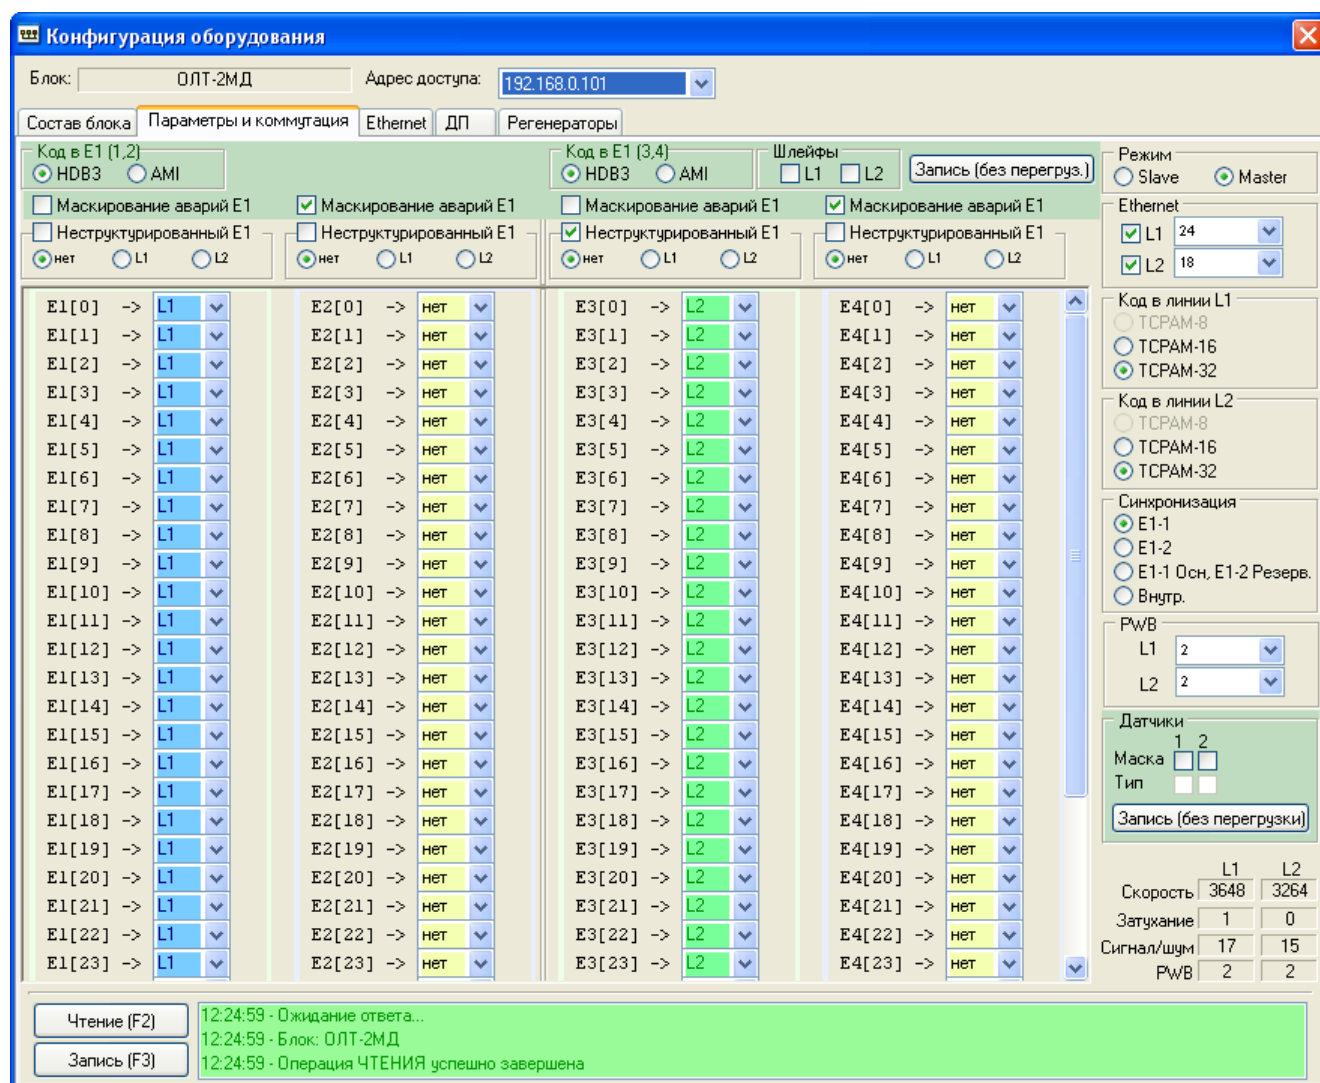 Конфигурация оборудования
Блок: ОЛТ-2МД Адрес доступа: 192.168.0.101
Состав блока Параметры и коммутация Ethernet ДП Регенераторы
Код в E1 (1,2) Код в E1 (3,4) Шлейфы Режим
HDB3 AMI HDB3 AMI L1 L2 Запись (без перегруз.) Slave Master
Маскирование аварий E1 Маскирование аварий E1 Маскирование аварий E1 Маскирование аварий E1 Ethernet
Неструктурированный E1 Неструктурированный E1 Неструктурированный E1 Неструктурированный E1 L1 24
нет L1 L2 нет L1 L2 нет L1 L2 нет L1 L2 L2 18
E1[0] -> L1 E2[0] -> нет E3[0] -> L2 E4[0] -> нет
E1[1] -> L1 E2[1] -> нет E3[1] -> L2 E4[1] -> нет
E1[2] -> L1 E2[2] -> нет E3[2] -> L2 E4[2] -> нет
E1[3] -> L1 E2[3] -> нет E3[3] -> L2 E4[3] -> нет
E1[4] -> L1 E2[4] -> нет E3[4] -> L2 E4[4] -> нет
E1[5] -> L1 E2[5] -> нет E3[5] -> L2 E4[5] -> нет
E1[6] -> L1 E2[6] -> нет E3[6] -> L2 E4[6] -> нет
E1[7] -> L1 E2[7] -> нет E3[7] -> L2 E4[7] -> нет
E1[8] -> L1 E2[8] -> нет E3[8] -> L2 E4[8] -> нет
E1[9] -> L1 E2[9] -> нет E3[9] -> L2 E4[9] -> нет
E1[10] -> L1 E2[10] -> нет E3[10] -> L2 E4[10] -> нет
E1[11] -> L1 E2[11] -> нет E3[11] -> L2 E4[11] -> нет
E1[12] -> L1 E2[12] -> нет E3[12] -> L2 E4[12] -> нет
E1[13] -> L1 E2[13] -> нет E3[13] -> L2 E4[13] -> нет
E1[14] -> L1 E2[14] -> нет E3[14] -> L2 E4[14] -> нет
E1[15] -> L1 E2[15] -> нет E3[15] -> L2 E4[15] -> нет
E1[16] -> L1 E2[16] -> нет E3[16] -> L2 E4[16] -> нет
E1[17] -> L1 E2[17] -> нет E3[17] -> L2 E4[17] -> нет
E1[18] -> L1 E2[18] -> нет E3[18] -> L2 E4[18] -> нет
E1[19] -> L1 E2[19] -> нет E3[19] -> L2 E4[19] -> нет
E1[20] -> L1 E2[20] -> нет E3[20] -> L2 E4[20] -> нет
E1[21] -> L1 E2[21] -> нет E3[21] -> L2 E4[21] -> нет
E1[22] -> L1 E2[22] -> нет E3[22] -> L2 E4[22] -> нет
E1[23] -> L1 E2[23] -> нет E3[23] -> L2 E4[23] -> нет
Код в линии L1
TCPAM-8
TCPAM-16
TCPAM-32
Код в линии L2
TCPAM-8
TCPAM-16
TCPAM-32
Синхронизация
E1-1
E1-2
E1-1 Осн, E1-2 Резерв.
Внутр.
PWB
L1 2
L2 2
Датчики
1 2
Маска
Тип
Запись (без перегрузки)
L1 L2
Скорость 3648 3264
Затухание 1 0
Сигнал/шум 17 15
PWB 2 2
Чтение (F2)
Запись (F3)
12:24:59 - Ожидание ответа...
12:24:59 - Блок: ОЛТ-2МД
12:24:59 - Операция ЧТЕНИЯ успешно завершена